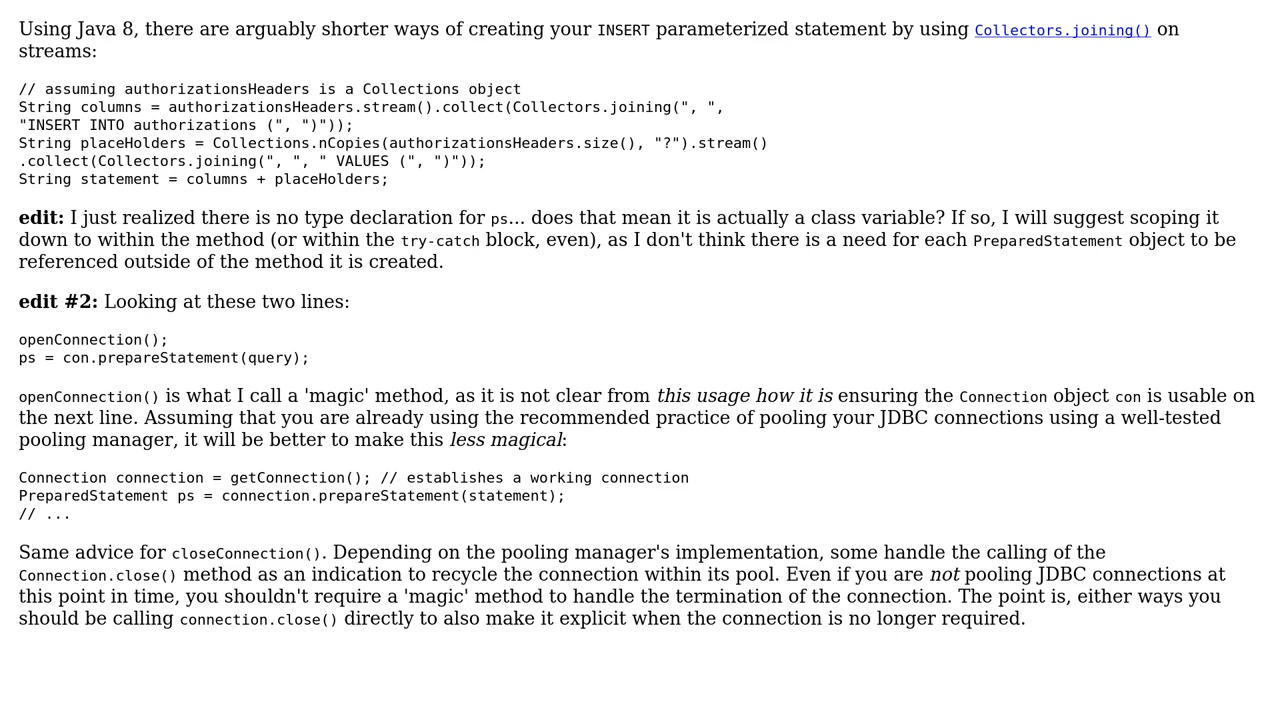 Using Java 8, there are arguably shorter ways of creating your INSERT parameterized statement by using Collectors.joining() on
streams:
// assuming authorizationsHeaders is a Collections object
String columns = authorizationsHeaders.stream().collect(Collectors.joining(", ",
"INSERT INTO authorizations (", ")"));
String placeHolders = Collections.nCopies(authorizationsHeaders.size(), "?").stream()
.collect(Collectors.joining(", ", " VALUES (", ")"));
String statement = columns + placeHolders;
edit: I just realized there is no type declaration for ps... does that mean it is actually a class variable? If so, I will suggest scoping it
down to within the method (or within the try-catch block, even), as I don't think there is a need for each PreparedStatement object to be
referenced outside of the method it is created.
edit #2: Looking at these two lines:
openConnection();
ps = con.prepareStatement(query);
openConnection() is what I call a 'magic' method, as it is not clear from this usage how it is ensuring the Connection object con is usable on
the next line. Assuming that you are already using the recommended practice of pooling your JDBC connections using a well-tested
pooling manager, it will be better to make this less magical:
Connection connection = getConnection(); // establishes a working connection
PreparedStatement ps = connection.prepareStatement(statement);
// ...
Same advice for closeConnection(). Depending on the pooling manager's implementation, some handle the calling of the
Connection.close() method as an indication to recycle the connection within its pool. Even if you are not pooling JDBC connections at
this point in time, you shouldn't require a 'magic' method to handle the termination of the connection. The point is, either ways you
should be calling connection.close() directly to also make it explicit when the connection is no longer required.